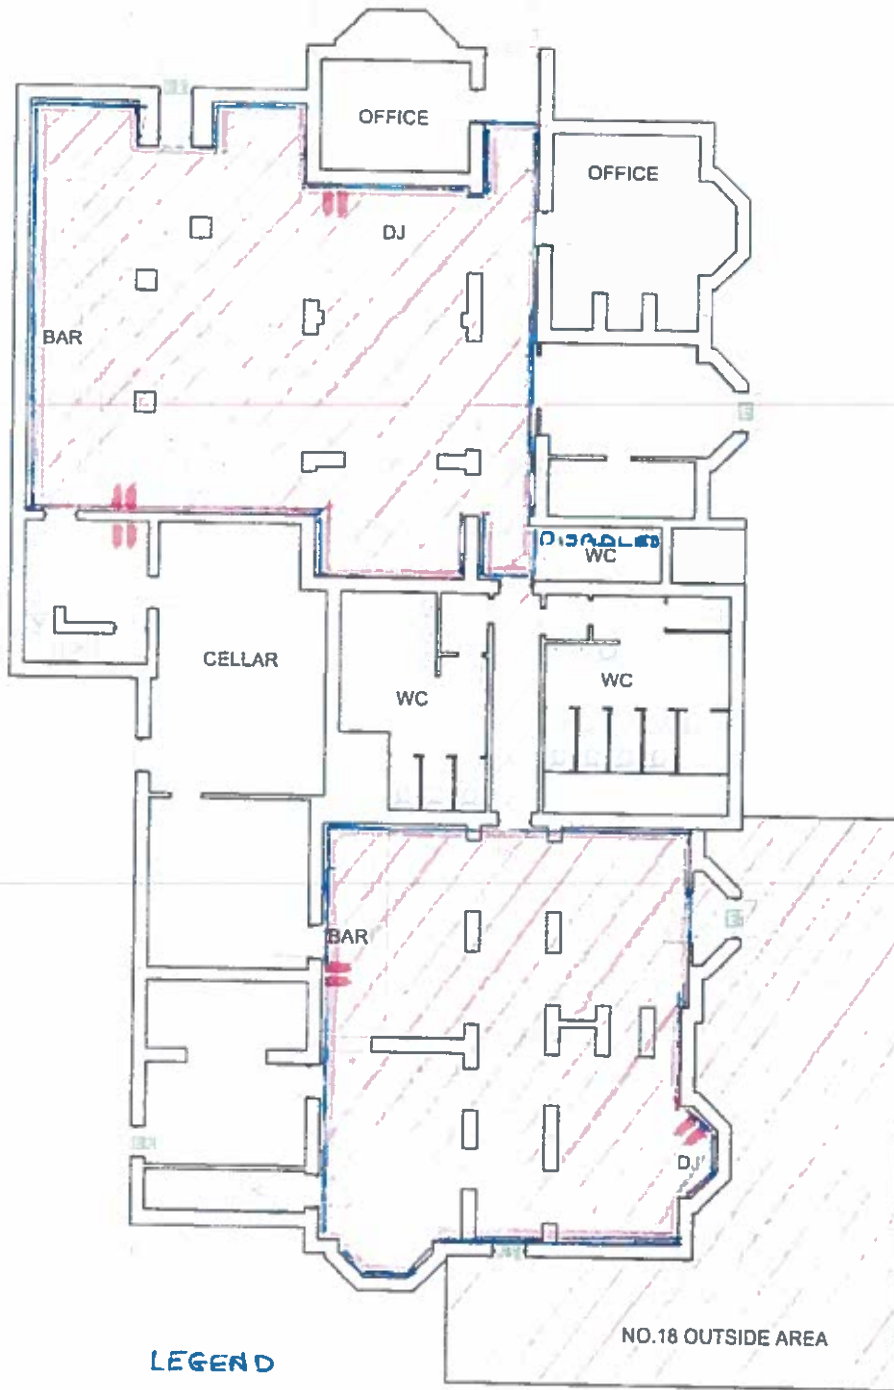 OFFICE
OFFICE
DJ
BAR
DISABLED
WC
CELLAR
WC
WC
BAR
DJ
NO.18 OUTSIDE AREA
LEGEND